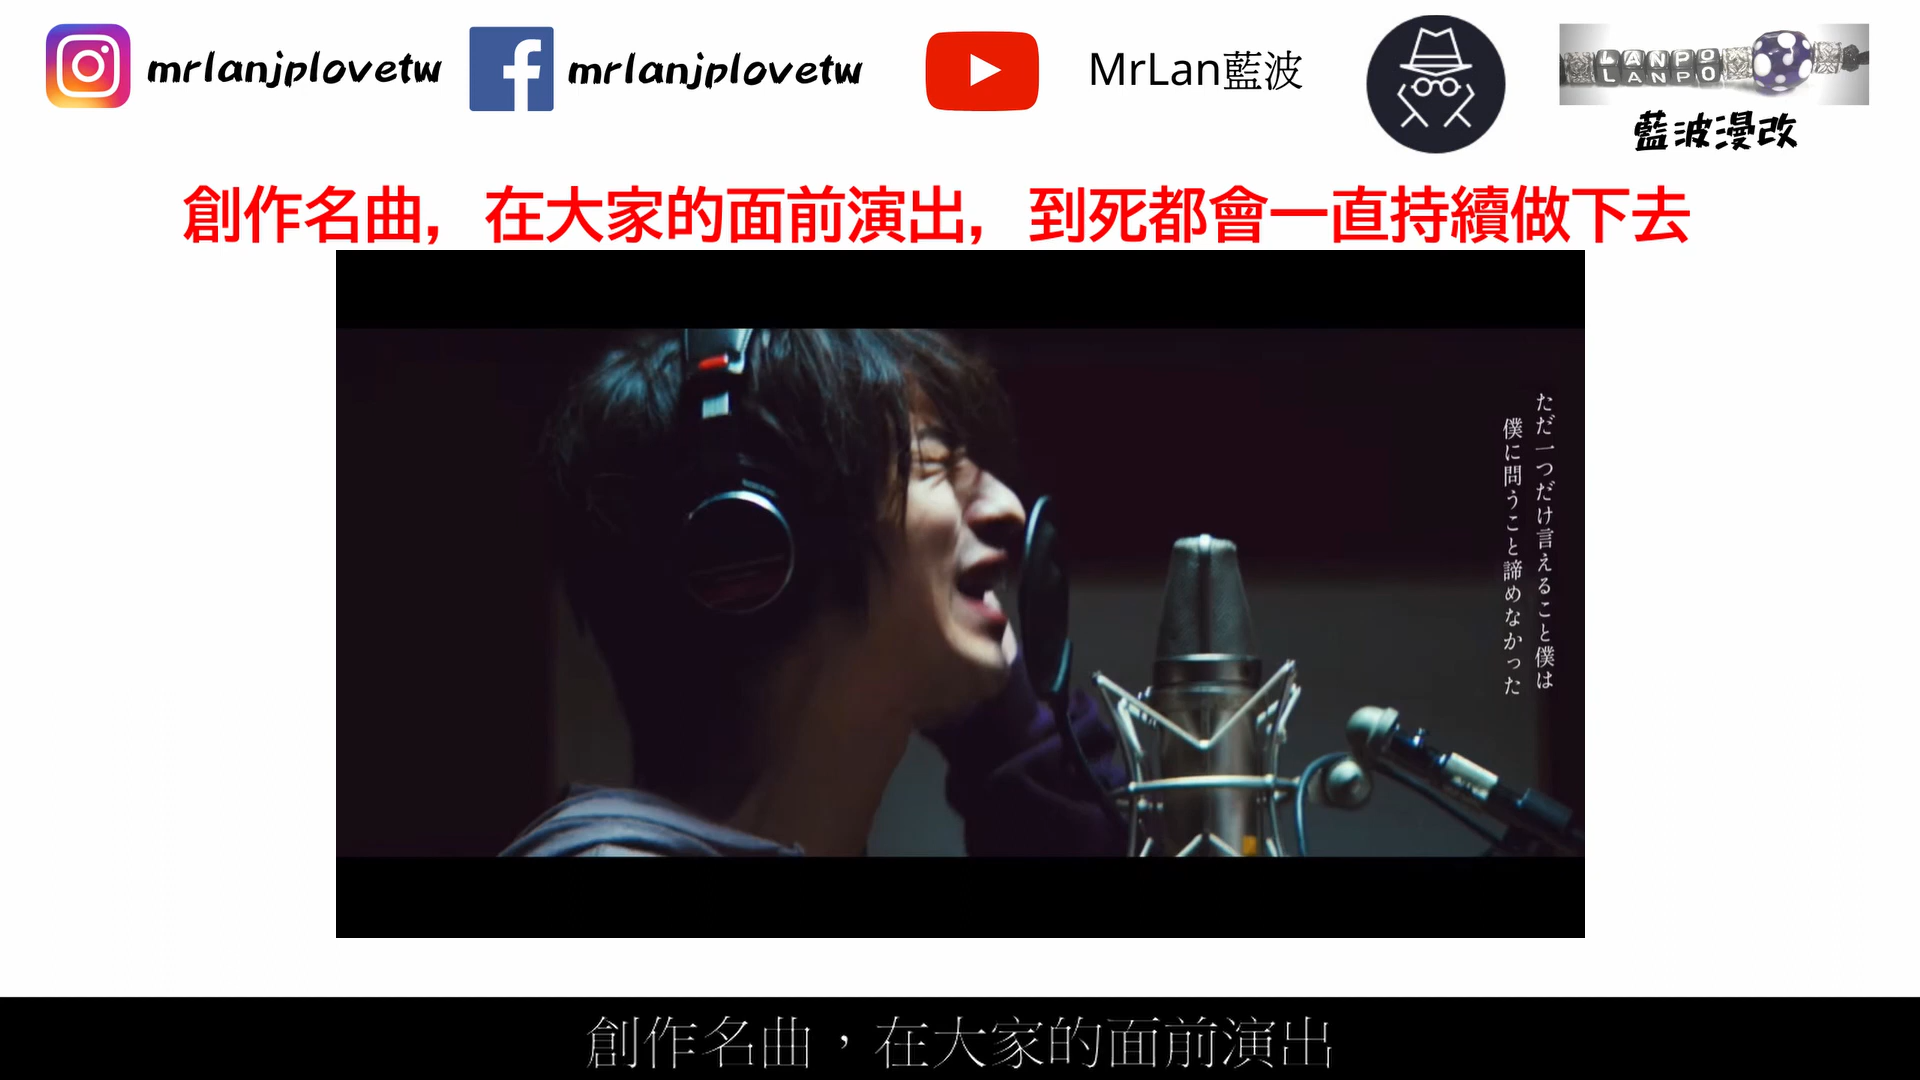 mrlanjplovetw
mrlanjplovetw
MrLan藍波
LANPO
LANPO
藍波漫改
創作名曲，在大家的面前演出，到死都會一直持續做下去
ただ一つだけ言えること僕は
僕に問うこと諦めなかった
創作名曲，在大家的面前演出